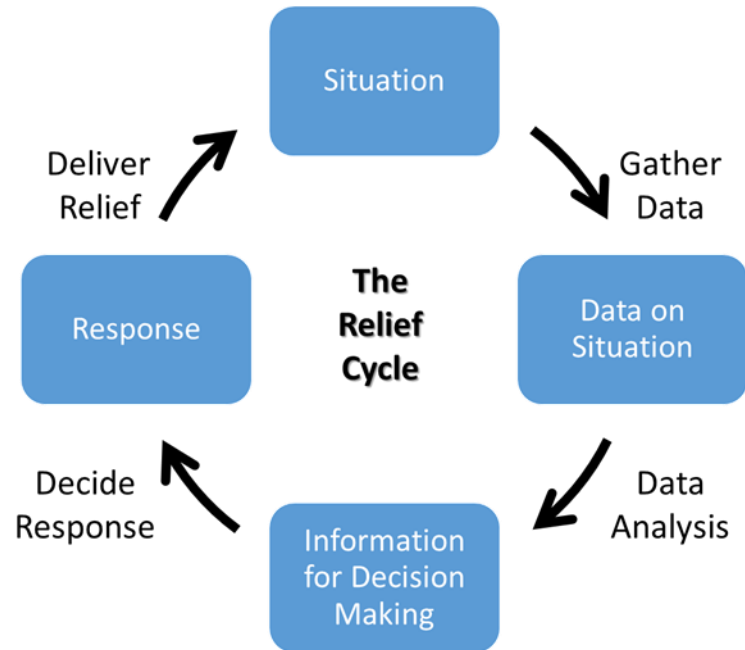 Situation
Gather
Data
Data on
Situation
Data
Analysis
Information
for Decision
Making
Decide
Response
Response
Deliver
Relief
The
Relief
Cycle